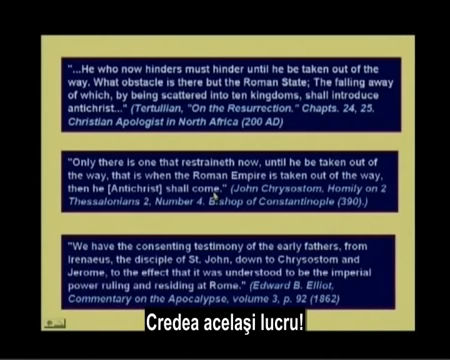 "...He who now hinders must hinder until he be taken out of the
way. What obstacle is there but the Roman State; The falling away
of which, by being scattered into ten kingdoms, shall introduce
antichrist..." (Tertullian, "On the Resurrection." Chapts. 24, 25.
Christian Apologist in North Africa (200 AD)
"Only there is one that restraineth now, until he be taken out of
the way, that is when the Roman Empire is taken out of the way,
then he [Antichrist] shall come." (John Chrysostom, Homily on 2
Thessalonians 2, Number 4. Bishop of Constantinople (390).)
"We have the consenting testimony of the early fathers, from
Irenaeus, the disciple of St. John, down to Chrysostom and
Jerome, to the effect that it was understood to be the imperial
power ruling and residing at Rome." (Edward B. Elliot,
Commentary on the Apocalypse, volume 3, p. 92 (1862)
Credea acelaşi lucru!